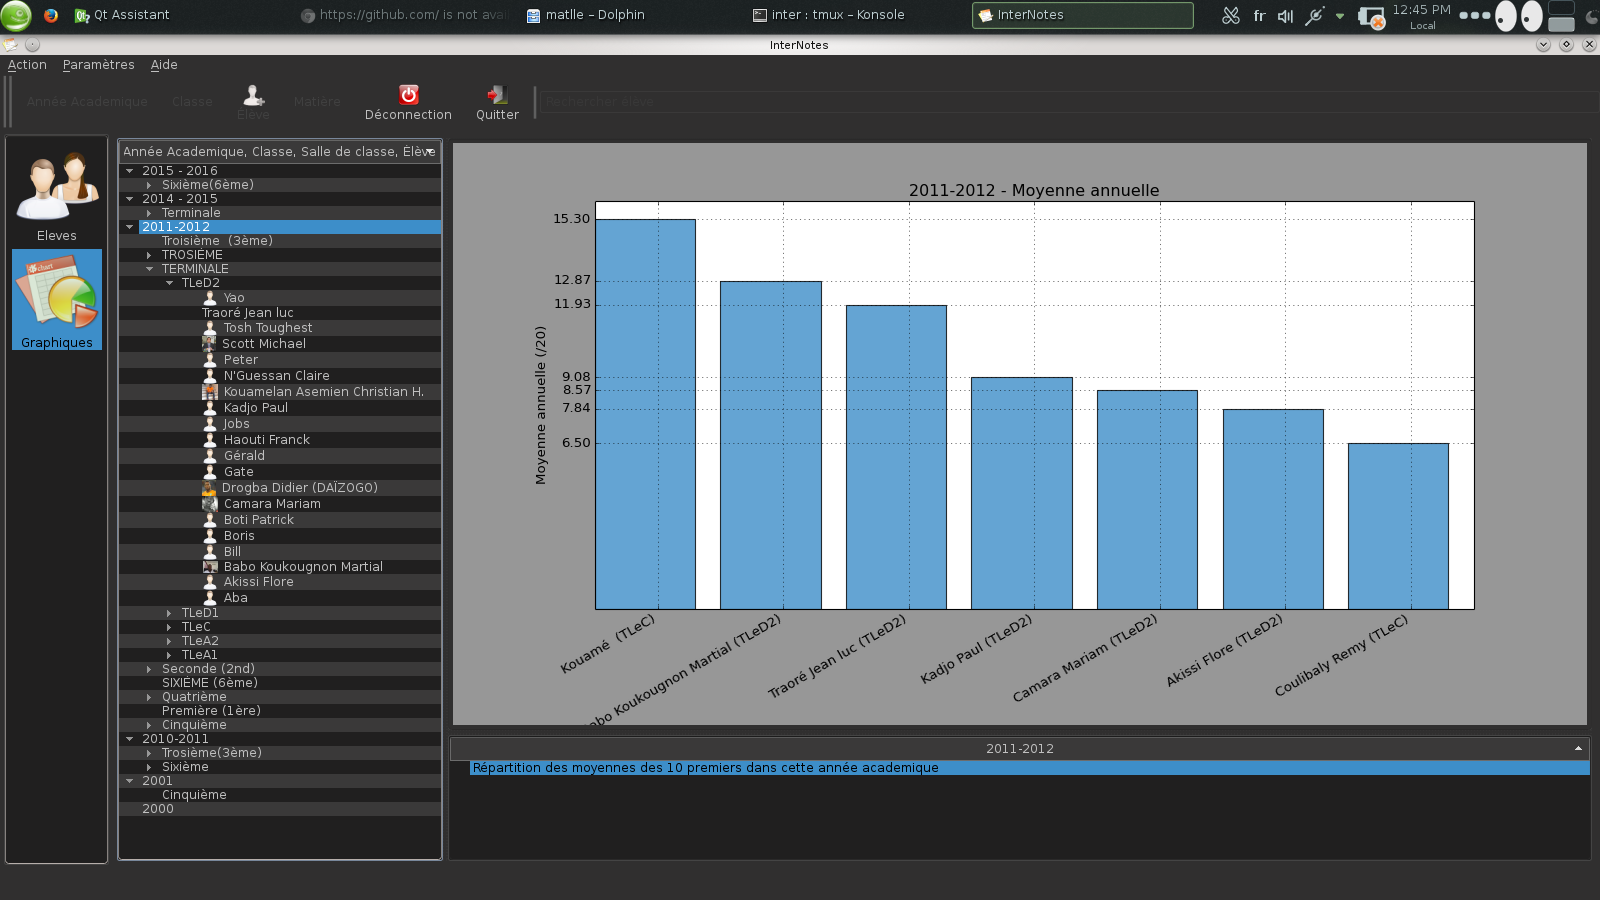 Qt Assistant
https://github.com/ is not avai
matlle – Dolphin
inter : tmux – Konsole
InterNotes
fr
12:45 PM
Local
InterNotes
Action Paramètres Aide
Année Academique Classe Elève Matière Déconnection Quitter Rechercher élève
Eleves
Graphiques
Année Academique, Classe, Salle de classe, Élève
2015 - 2016
Sixième(6ème)
2014 - 2015
Terminale
2011-2012
Troisième (3ème)
TROSIÈME
TERMINALE
TLeD2
Yao
Traoré Jean luc
Tosh Toughest
Scott Michael
Peter
N'Guessan Claire
Kouamelan Asemien Christian H.
Kadjo Paul
Jobs
Haouti Franck
Gérald
Gate
Drogba Didier (DAÏZOGO)
Camara Mariam
Boti Patrick
Boris
Bill
Babo Koukougnon Martial
Akissi Flore
Aba
TLeD1
TLeC
TLeA2
TLeA1
Seconde (2nd)
SIXIÈME (6ème)
Quatrième
Première (1ère)
Cinquième
2010-2011
Trosième(3ème)
Sixième
2001
Cinquième
2000
2011-2012 - Moyenne annuelle
Moyenne annuelle (/20)
15.30
12.87
11.93
9.08
8.57
7.84
6.50
Kouamé (TLeC)
abo Koukougnon Martial (TLeD2)
Traoré Jean luc (TLeD2)
Kadjo Paul (TLeD2)
Camara Mariam (TLeD2)
Akissi Flore (TLeD2)
Coulibaly Remy (TLeC)
2011-2012
Répartition des moyennes des 10 premiers dans cette année academique